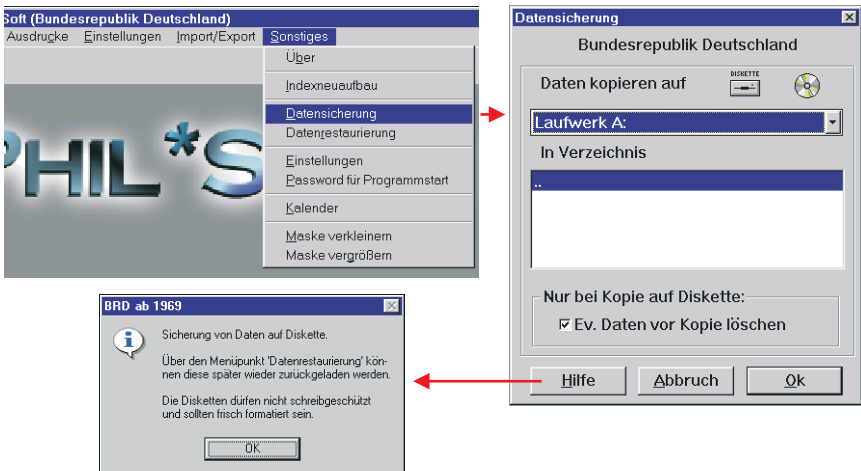 Soft (Bundesrepublik Deutschland)
Ausdrucke Einstellungen Import/Export Sonstiges
Über
Indexneuaufbau
Datensicherung
Datenrestaurierung
Einstellungen
Password für Programmstart
Kalender
Maske verkleinern
Maske vergrößern
PHIL*S
Datensicherung
Bundesrepublik Deutschland
Daten kopieren auf
DISKETTE
Laufwerk A:
In Verzeichnis
..
Nur bei Kopie auf Diskette:
Ev. Daten vor Kopie löschen
Hilfe Abbruch Ok
BRD ab 1969
Sicherung von Daten auf Diskette.
Über den Menüpunkt 'Datenrestaurierung' kön-
nen diese später wieder zurückgeladen werden.
Die Disketten dürfen nicht schreibgeschützt
und sollten frisch formatiert sein.
OK